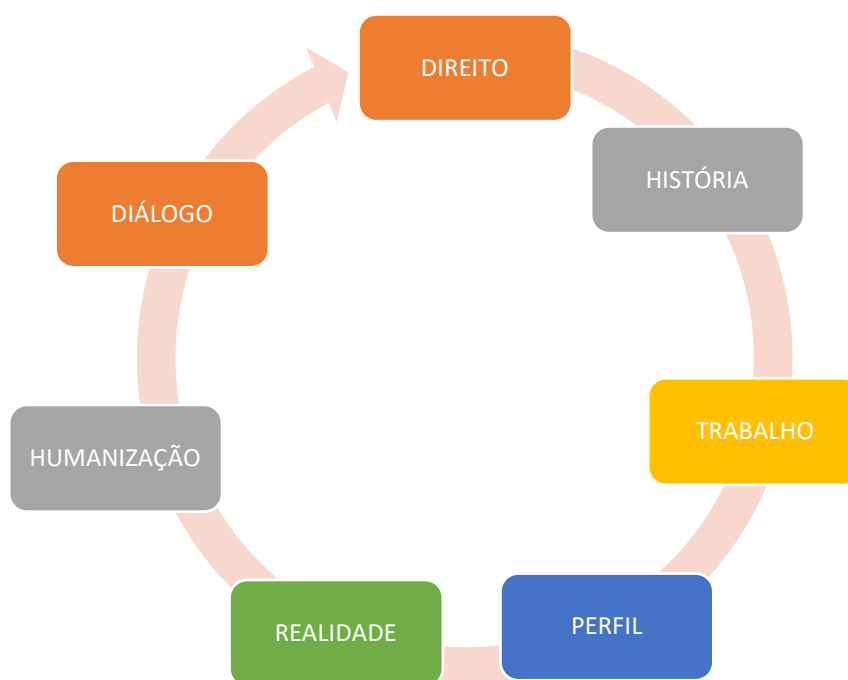 DIREITO
HISTÓRIA
TRABALHO
PERFIL
REALIDADE
HUMANIZAÇÃO
DIÁLOGO